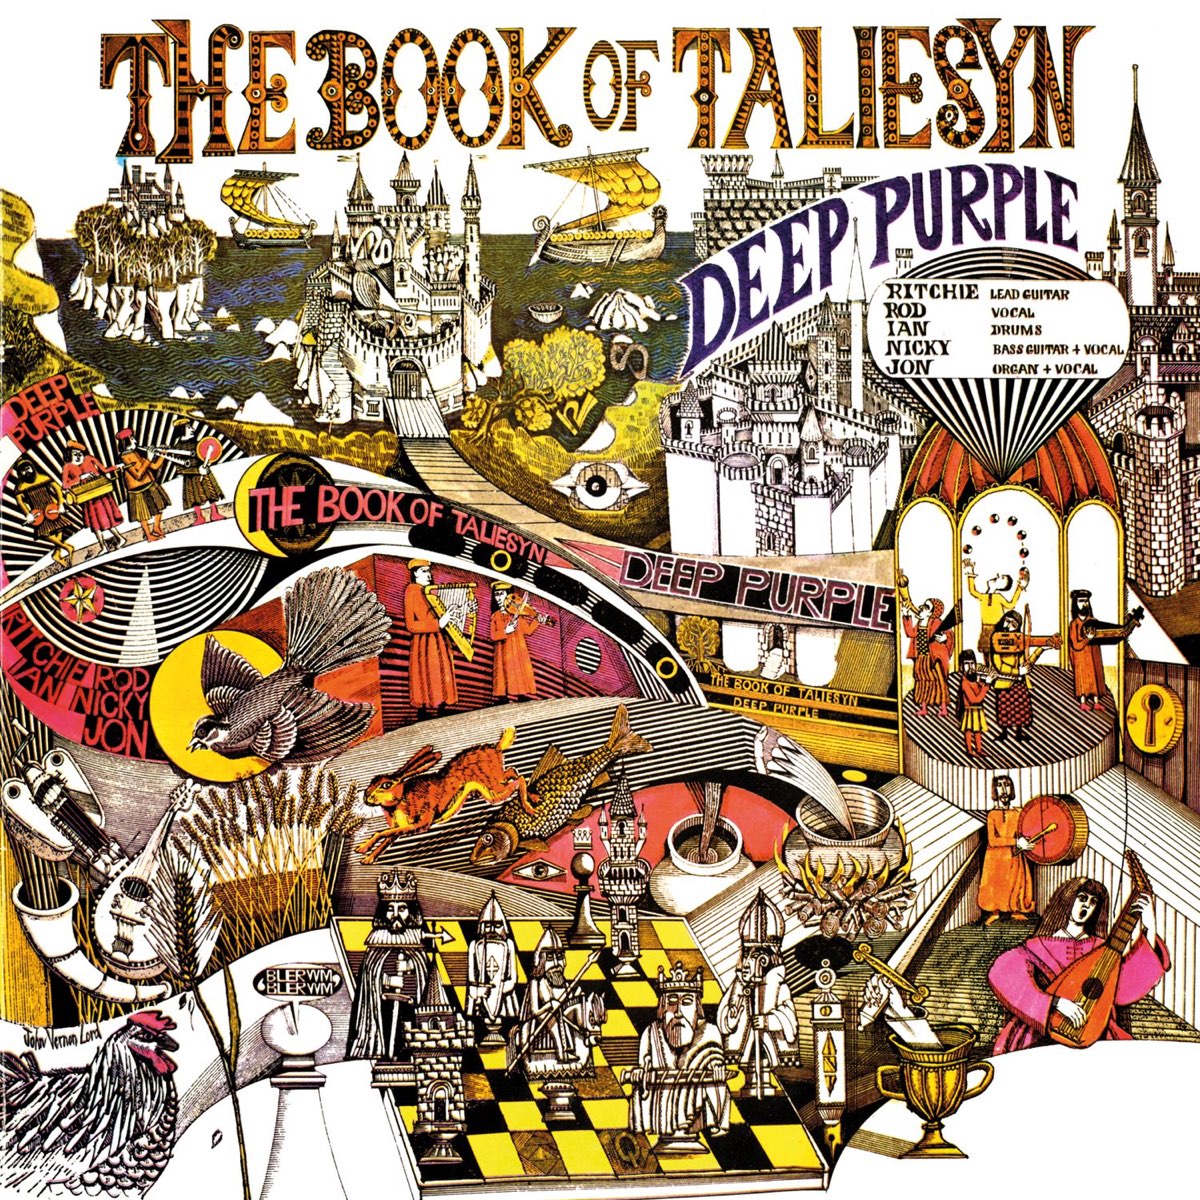 THE BOOK OF TALIESYN
DEEP PURPLE
RITCHIE LEAD GUITAR
ROD VOCAL
IAN DRUMS
NICKY BASS GUITAR + VOCAL
JON ORGAN + VOCAL
DEEP
PURPLE
THE BOOK OF TALIESYN
DEEP PURPLE
RITCHIE ROD
IAN NICKY
JON
THE BOOK OF TALIESYN
DEEP PURPLE
BLERWM,
BLERWM
John Vernon Lord